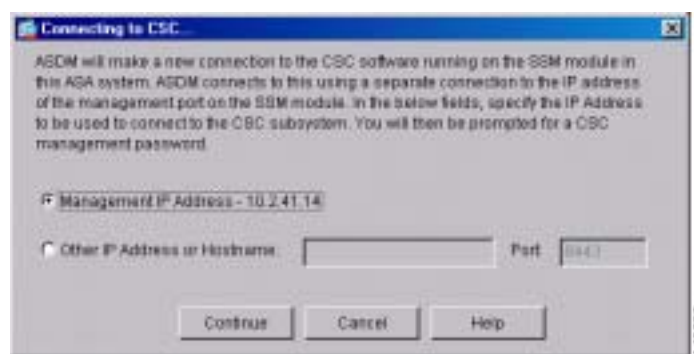 Connecting to CSC...
ASDM will make a new connection to the CSC software running on the SSM module in
this ASA system. ASDM connects to this using a separate connection to the IP address
of the management port on the SSM module. In the below fields, specify the IP Address
to be used to connect to the CSC subsystem. You will then be prompted for a CSC
management password.
Management IP Address - 10.2.41.14
Other IP Address or Hostname: Port 8443
Continue Cancel Help